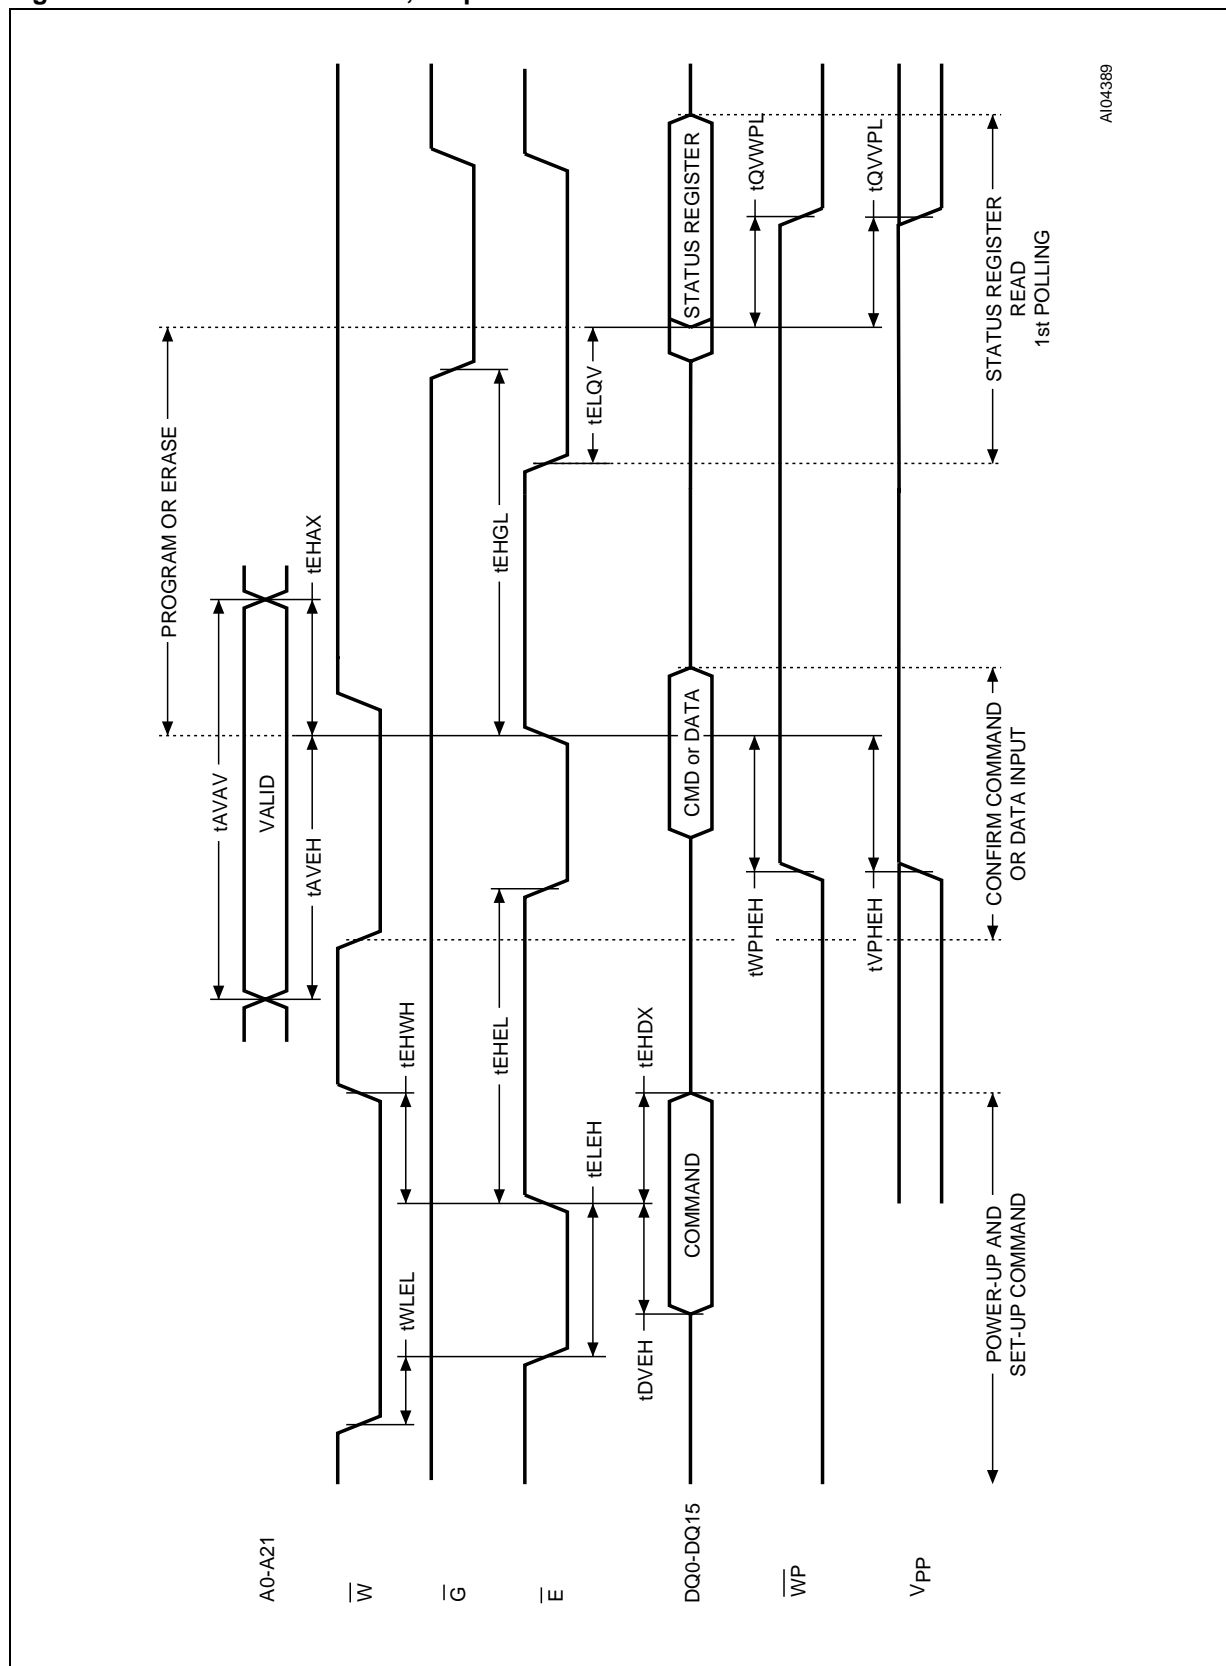 A0-A21
W
G
E
DQ0-DQ15
WP
VPP
PROGRAM OR ERASE
tAVAV
VALID
tAVEH
tEHAX
tWLEL
tEHWH
tEHEL
tEHGL
tELEH
tELQV
tDVEH
tEHDX
COMMAND
CMD or DATA
STATUS REGISTER
tWPHEH
tQVWPL
tVPHEH
tQVVPL
POWER-UP AND
SET-UP COMMAND
CONFIRM COMMAND
OR DATA INPUT
STATUS REGISTER
READ
1st POLLING
AI04389